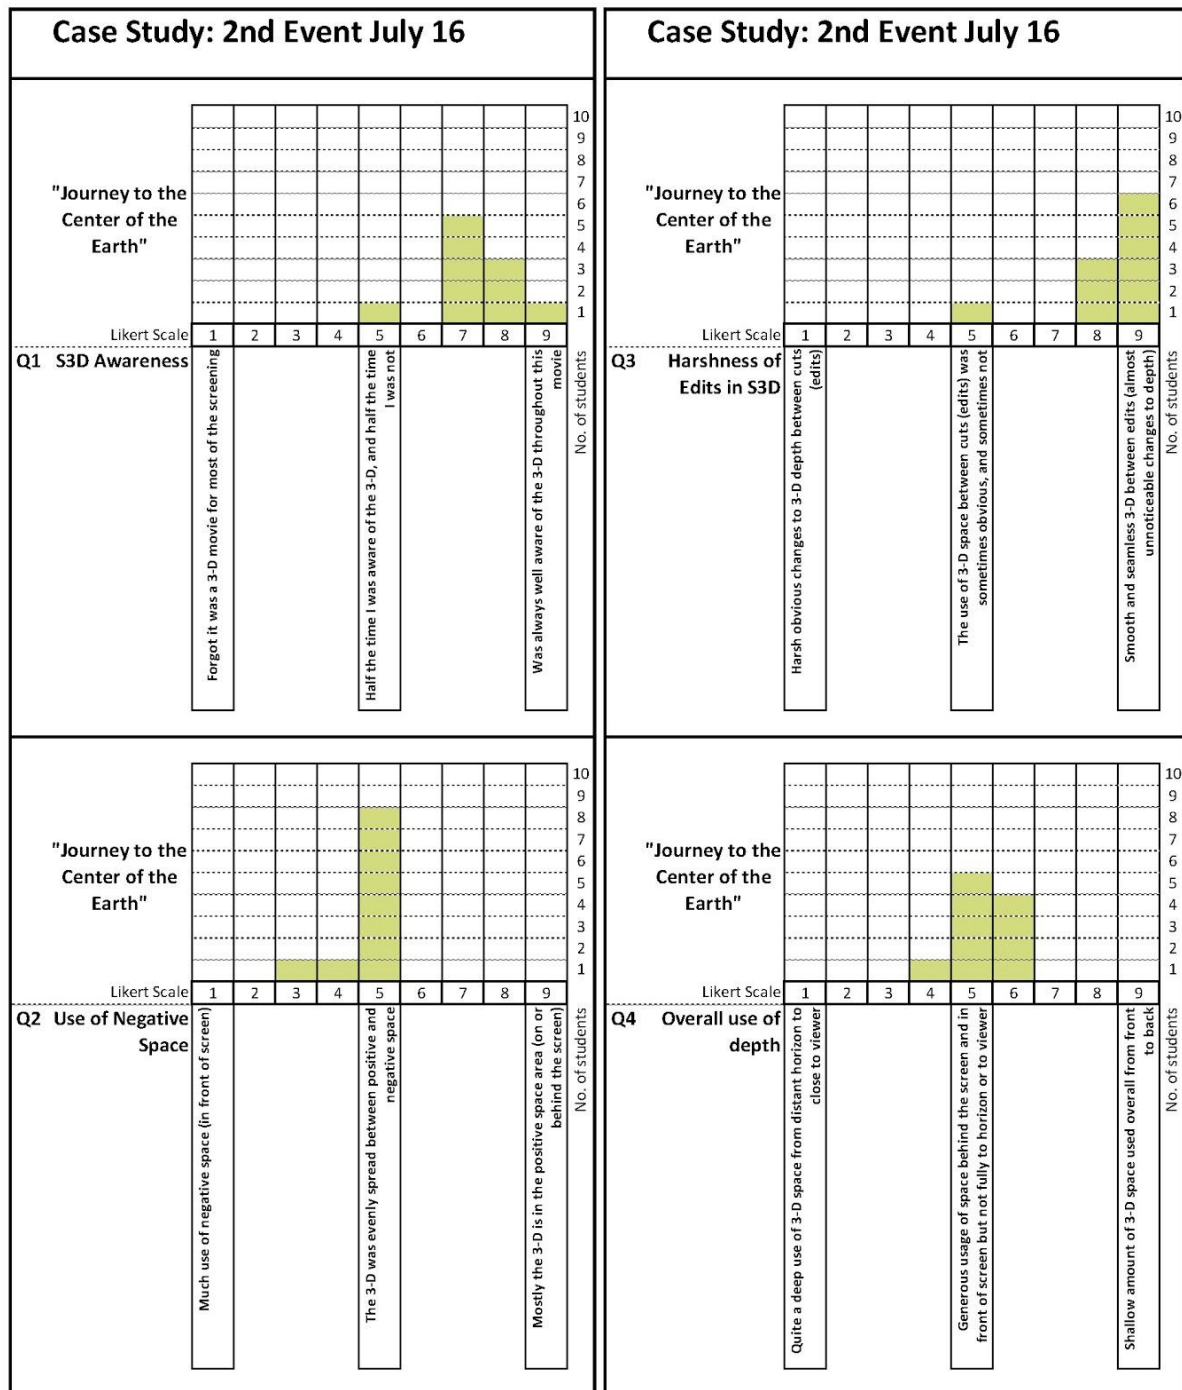 Case Study: 2nd Event July 16
"Journey to the
Center of the
Earth"
10
9
8
7
6
5
4
3
2
1
Likert Scale 1 2 3 4 5 6 7 8 9
Q1 S3D Awareness
Forgot it was a 3-D movie for most of the screening
Half the time I was aware of the 3-D, and half the time
I was not
Was always well aware of the 3-D throughout this
movie
No. of students
"Journey to the
Center of the
Earth"
10
9
8
7
6
5
4
3
2
1
Likert Scale 1 2 3 4 5 6 7 8 9
Q2 Use of Negative
Space
Much use of negative space (in front of screen)
The 3-D was evenly spread between positive and
negative space
Mostly the 3-D is in the positive space area (on or
behind the screen)
No. of students
Case Study: 2nd Event July 16
"Journey to the
Center of the
Earth"
10
9
8
7
6
5
4
3
2
1
Likert Scale 1 2 3 4 5 6 7 8 9
Q3 Harshness of
Edits in S3D
Harsh obvious changes to 3-D depth between cuts
(edits)
The use of 3-D space between cuts (edits) was
sometimes obvious, and sometimes not
Smooth and seamless 3-D between edits (almost
unnoticeable changes to depth)
No. of students
"Journey to the
Center of the
Earth"
10
9
8
7
6
5
4
3
2
1
Likert Scale 1 2 3 4 5 6 7 8 9
Q4 Overall use of
depth
Quite a deep use of 3-D space from distant horizon to
close to viewer
Generous usage of space behind the screen and in
front of screen but not fully to horizon or to viewer
Shallow amount of 3-D space used overall from front
to back
No. of students